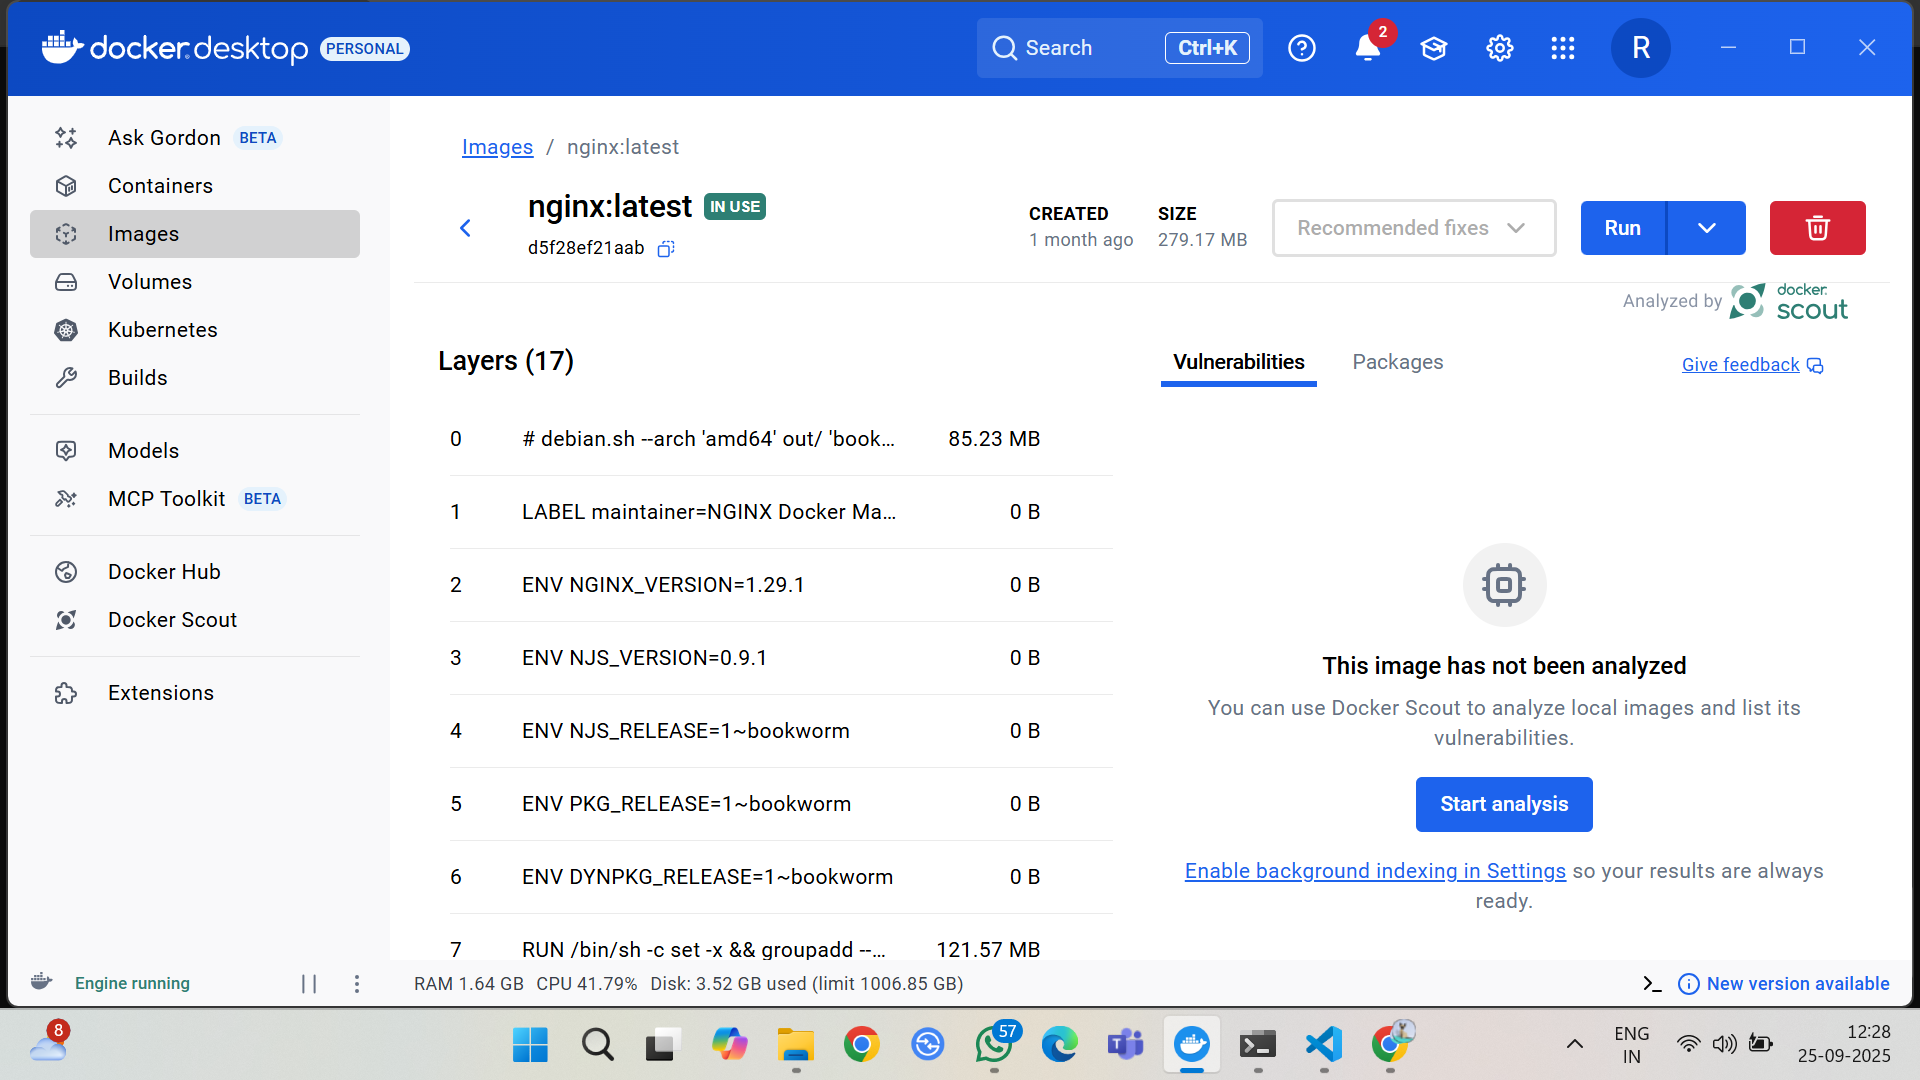 docker desktop PERSONAL
Search Ctrl+K
2
R
Ask Gordon BETA
Containers
Images
Volumes
Kubernetes
Builds
Models
MCP Toolkit BETA
Docker Hub
Docker Scout
Extensions
Images / nginx:latest
nginx:latest IN USE
d5f28ef21aab
CREATED
1 month ago
SIZE
279.17 MB
Recommended fixes
Run
Analyzed by docker scout
Layers (17)
0 # debian.sh --arch 'amd64' out/ 'book... 85.23 MB
1 LABEL maintainer=NGINX Docker Ma... 0 B
2 ENV NGINX_VERSION=1.29.1 0 B
3 ENV NJS_VERSION=0.9.1 0 B
4 ENV NJS_RELEASE=1~bookworm 0 B
5 ENV PKG_RELEASE=1~bookworm 0 B
6 ENV DYNPKG_RELEASE=1~bookworm 0 B
7 RUN /bin/sh -c set -x && groupadd --... 121.57 MB
Vulnerabilities Packages Give feedback
This image has not been analyzed
You can use Docker Scout to analyze local images and list its
vulnerabilities.
Start analysis
Enable background indexing in Settings so your results are always
ready.
Engine running
RAM 1.64 GB CPU 41.79% Disk: 3.52 GB used (limit 1006.85 GB)
New version available
8
57
T
ENG
IN
12:28
25-09-2025